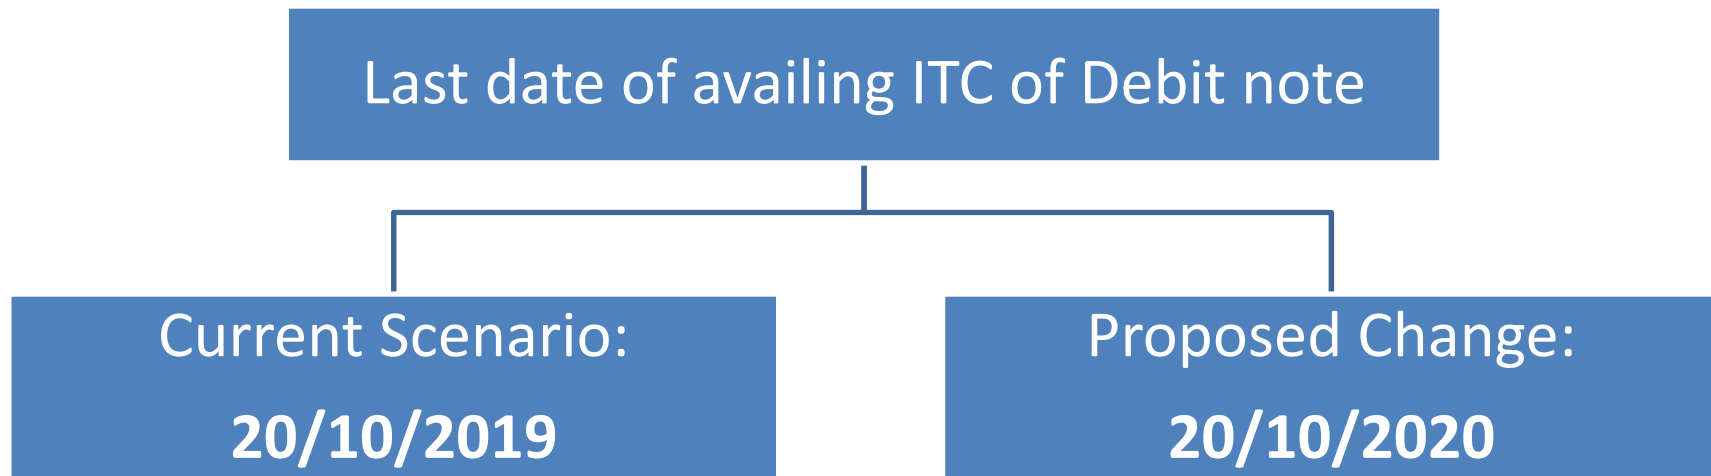 Last date of availing ITC of Debit note
Current Scenario:
20/10/2019
Proposed Change:
20/10/2020